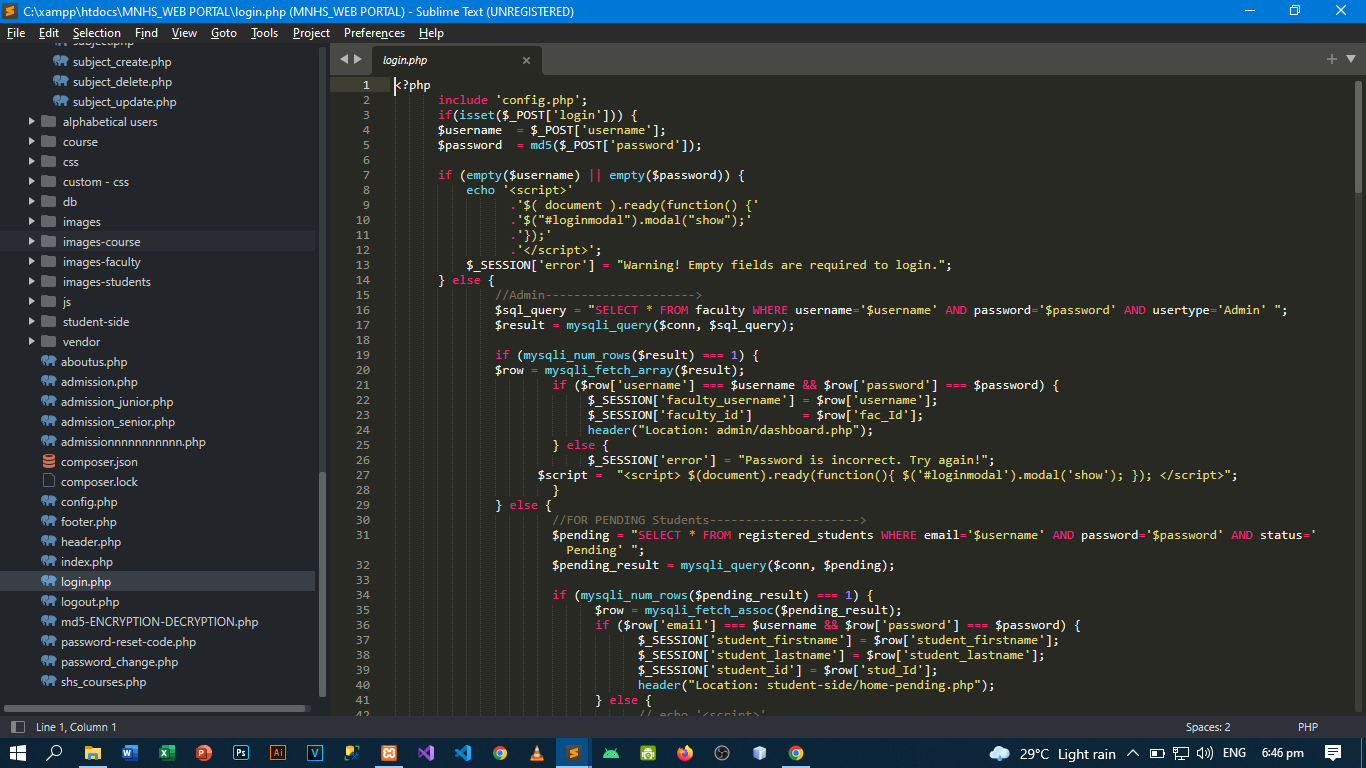 C:\xampp\htdocs\MNHS_WEB PORTAL\login.php (MNHS_WEB PORTAL) - Sublime Text (UNREGISTERED)
File Edit Selection Find View Goto Tools Project Preferences Help
subject.php
subject_create.php
subject_delete.php
subject_update.php
alphabetical users
course
css
custom - css
db
images
images-course
images-faculty
images-students
js
student-side
vendor
aboutus.php
admission.php
admission_junior.php
admission_senior.php
admissionnnnnnnnnnn.php
composer.json
composer.lock
config.php
footer.php
header.php
index.php
login.php
logout.php
md5-ENCRYPTION-DECRYPTION.php
password-reset-code.php
password_change.php
shs_courses.php
login.php
1 <?php
2 include 'config.php';
3 if(isset($_POST['login'])) {
4 $username  = $_POST['username'];
5 $password  = md5($_POST['password']);
6
7 if (empty($username) || empty($password)) {
8 echo '<script>'
9 .'$( document ).ready(function() {'
10 .'$("#loginmodal").modal("show");'
11 .'});'
12 .'</script>';
13 $_SESSION['error'] = "Warning! Empty fields are required to login.";
14 } else {
15 //Admin--------------------->
16 $sql_query = "SELECT * FROM faculty WHERE username='$username' AND password='$password' AND usertype='Admin' ";
17 $result = mysqli_query($conn, $sql_query);
18
19 if (mysqli_num_rows($result) === 1) {
20 $row = mysqli_fetch_array($result);
21 if ($row['username'] === $username && $row['password'] === $password) {
22 $_SESSION['faculty_username'] = $row['username'];
23 $_SESSION['faculty_id']       = $row['fac_Id'];
24 header("Location: admin/dashboard.php");
25 } else {
26 $_SESSION['error'] = "Password is incorrect. Try again!";
27 $script =  "<script> $(document).ready(function(){ $('#loginmodal').modal('show'); }); </script>";
28 }
29 } else {
30 //FOR PENDING Students--------------------->
31 $pending = "SELECT * FROM registered_students WHERE email='$username' AND password='$password' AND status='
Pending' ";
32 $pending_result = mysqli_query($conn, $pending);
33
34 if (mysqli_num_rows($pending_result) === 1) {
35 $row = mysqli_fetch_assoc($pending_result);
36 if ($row['email'] === $username && $row['password'] === $password) {
37 $_SESSION['student_firstname'] = $row['student_firstname'];
38 $_SESSION['student_lastname'] = $row['student_lastname'];
39 $_SESSION['student_id'] = $row['stud_Id'];
40 header("Location: student-side/home-pending.php");
41 } else {
42 // echo '<script>'
Line 1, Column 1
Spaces: 2
PHP
29°C Light rain
ENG
6:46 pm